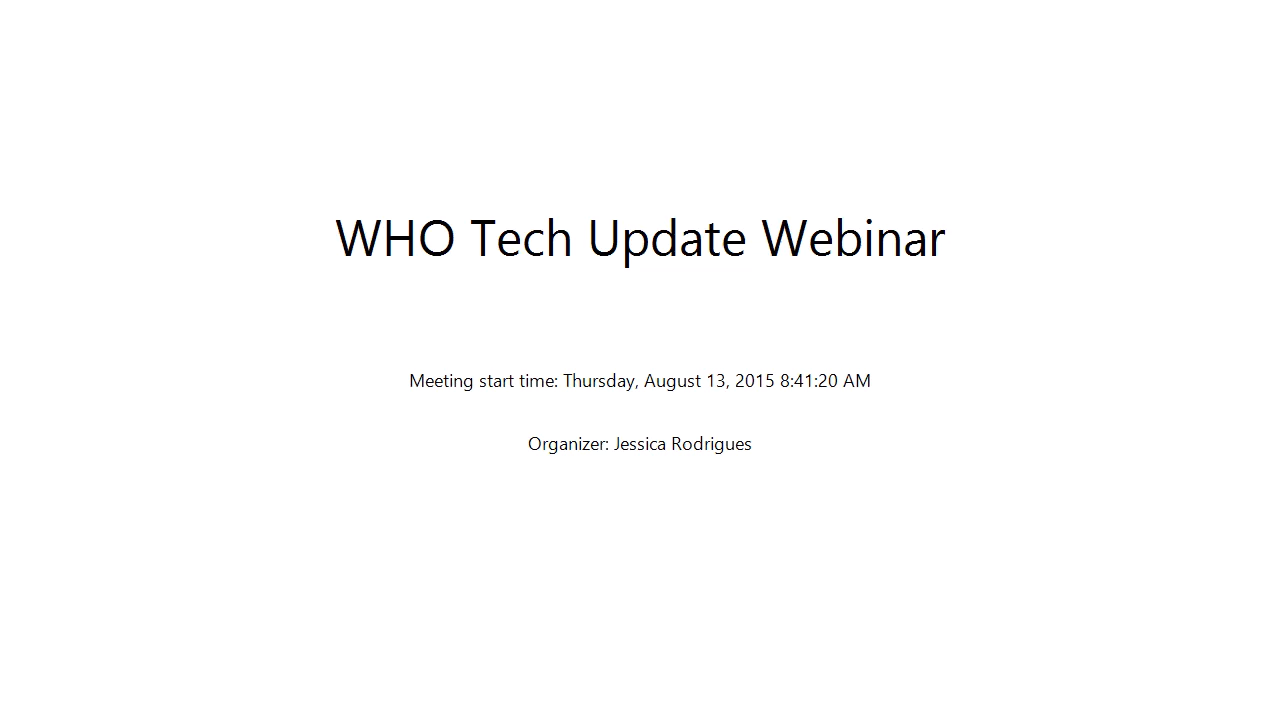 WHO Tech Update Webinar
Meeting start time: Thursday, August 13, 2015 8:41:20 AM
Organizer: Jessica Rodrigues